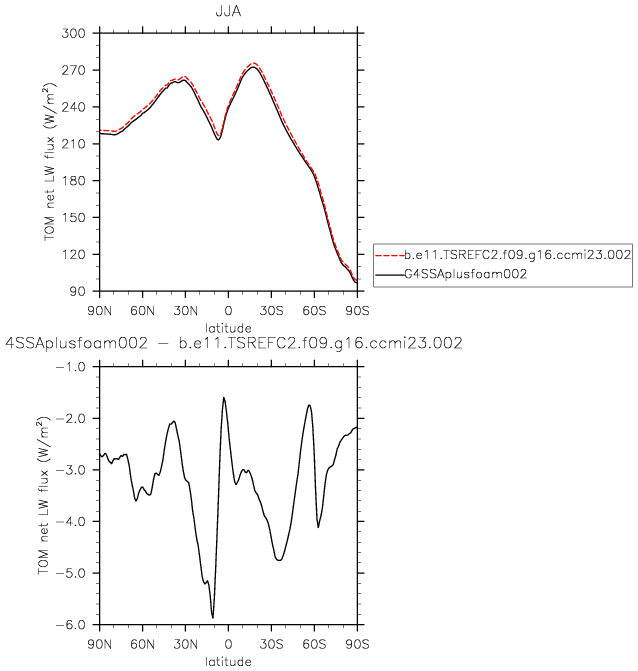 JJA
300
270
240
210
180
150
120
90
TOM net LW flux (W/m²)
90N 60N 30N 0 30S 60S 90S
latitude
b.e11.TSREFC2.f09.g16.ccmi23.002
G4SSAplusfoam002
4SSAplusfoam002 − b.e11.TSREFC2.f09.g16.ccmi23.002
−1.0
−2.0
−3.0
−4.0
−5.0
−6.0
TOM net LW flux (W/m²)
90N 60N 30N 0 30S 60S 90S
latitude